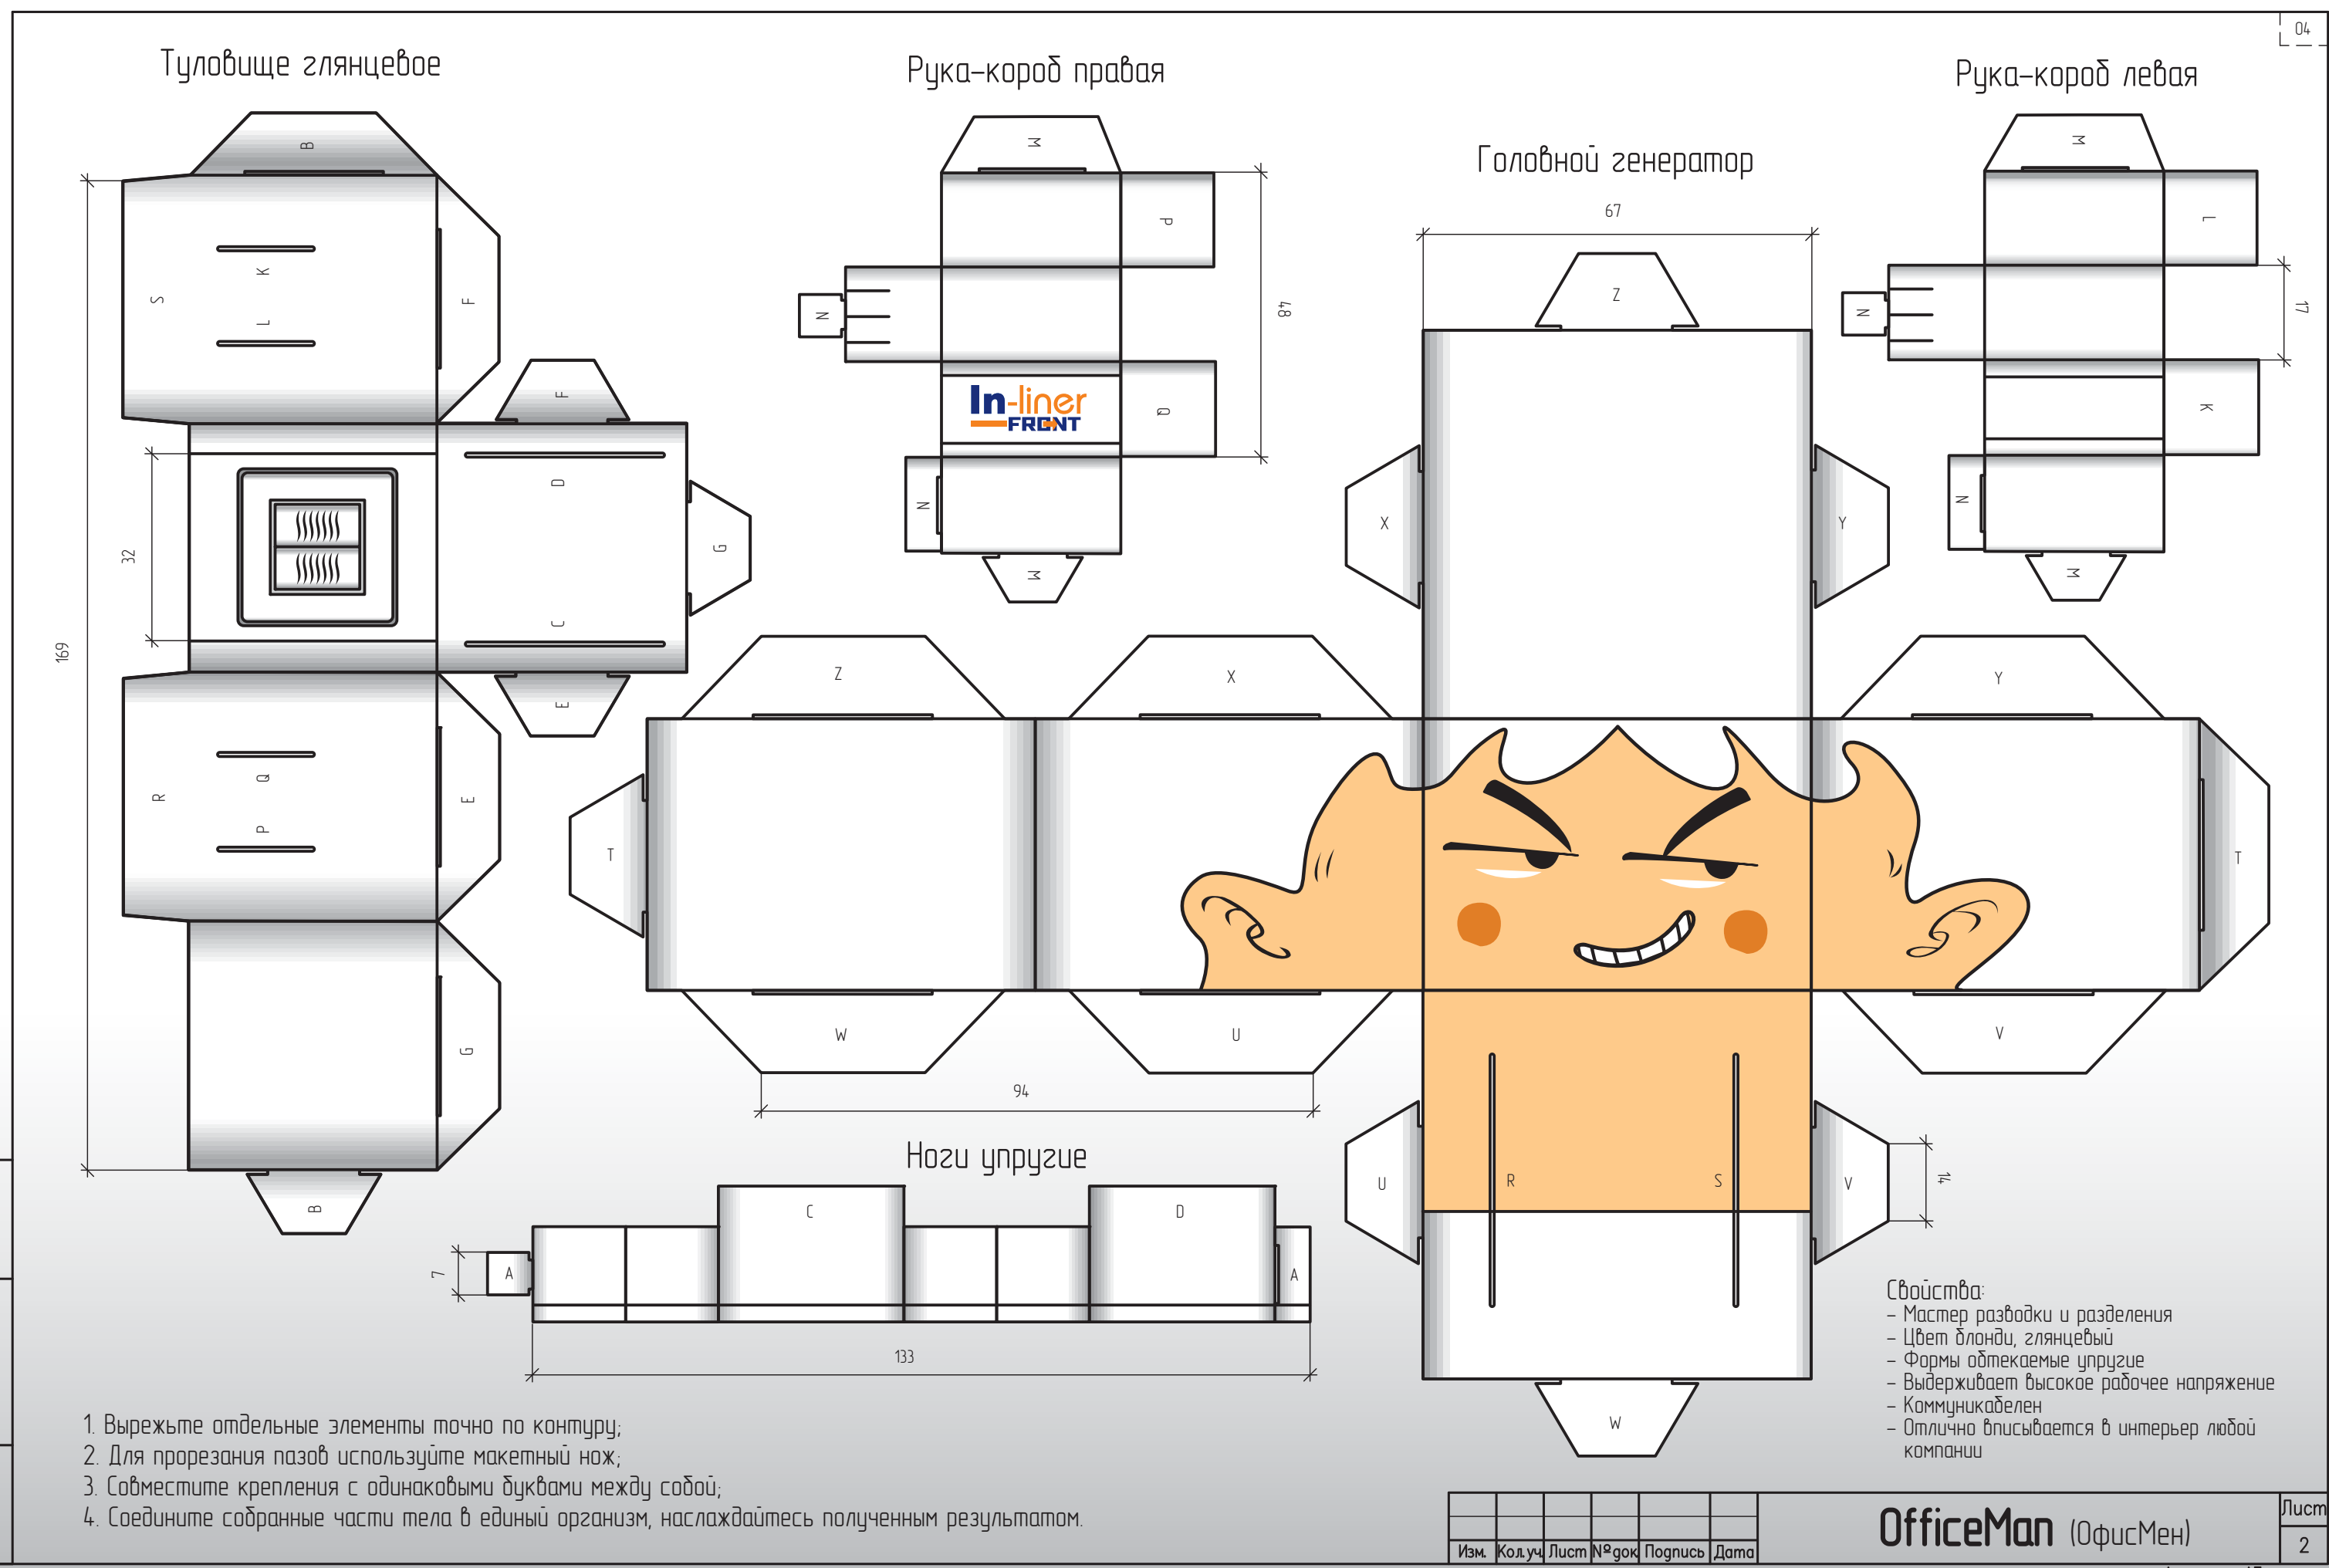 04
Туловище глянцевое
Рука-короб правая
Рука-короб левая
Головной генератор
B
S
K
L
F
169
32
F
D
C
G
E
R
Q
P
E
G
B
M
P
48
N
In-liner
FRONT
Q
N
M
67
Z
X
Y
M
L
17
N
K
N
M
Z
X
Y
T
T
W
U
V
94
U
R
S
V
14
W
Ноги упругие
C
D
A
A
7
133
1. Вырежьте отдельные элементы точно по контуру;
2. Для прорезания пазов используйте макетный нож;
3. Совместите крепления с одинаковыми буквами между собой;
4. Соедините собранные части тела в единый организм, наслаждайтесь полученным результатом.
Свойства:
- Мастер разводки и разделения
- Цвет блонди, глянцевый
- Формы обтекаемые упругие
- Выдерживает высокое рабочее напряжение
- Коммуникабелен
- Отлично вписывается в интерьер любой
компании
Изм. Кол.уч Лист №док Подпись Дата
OfficeMan (ОфисМен)
Лист
2